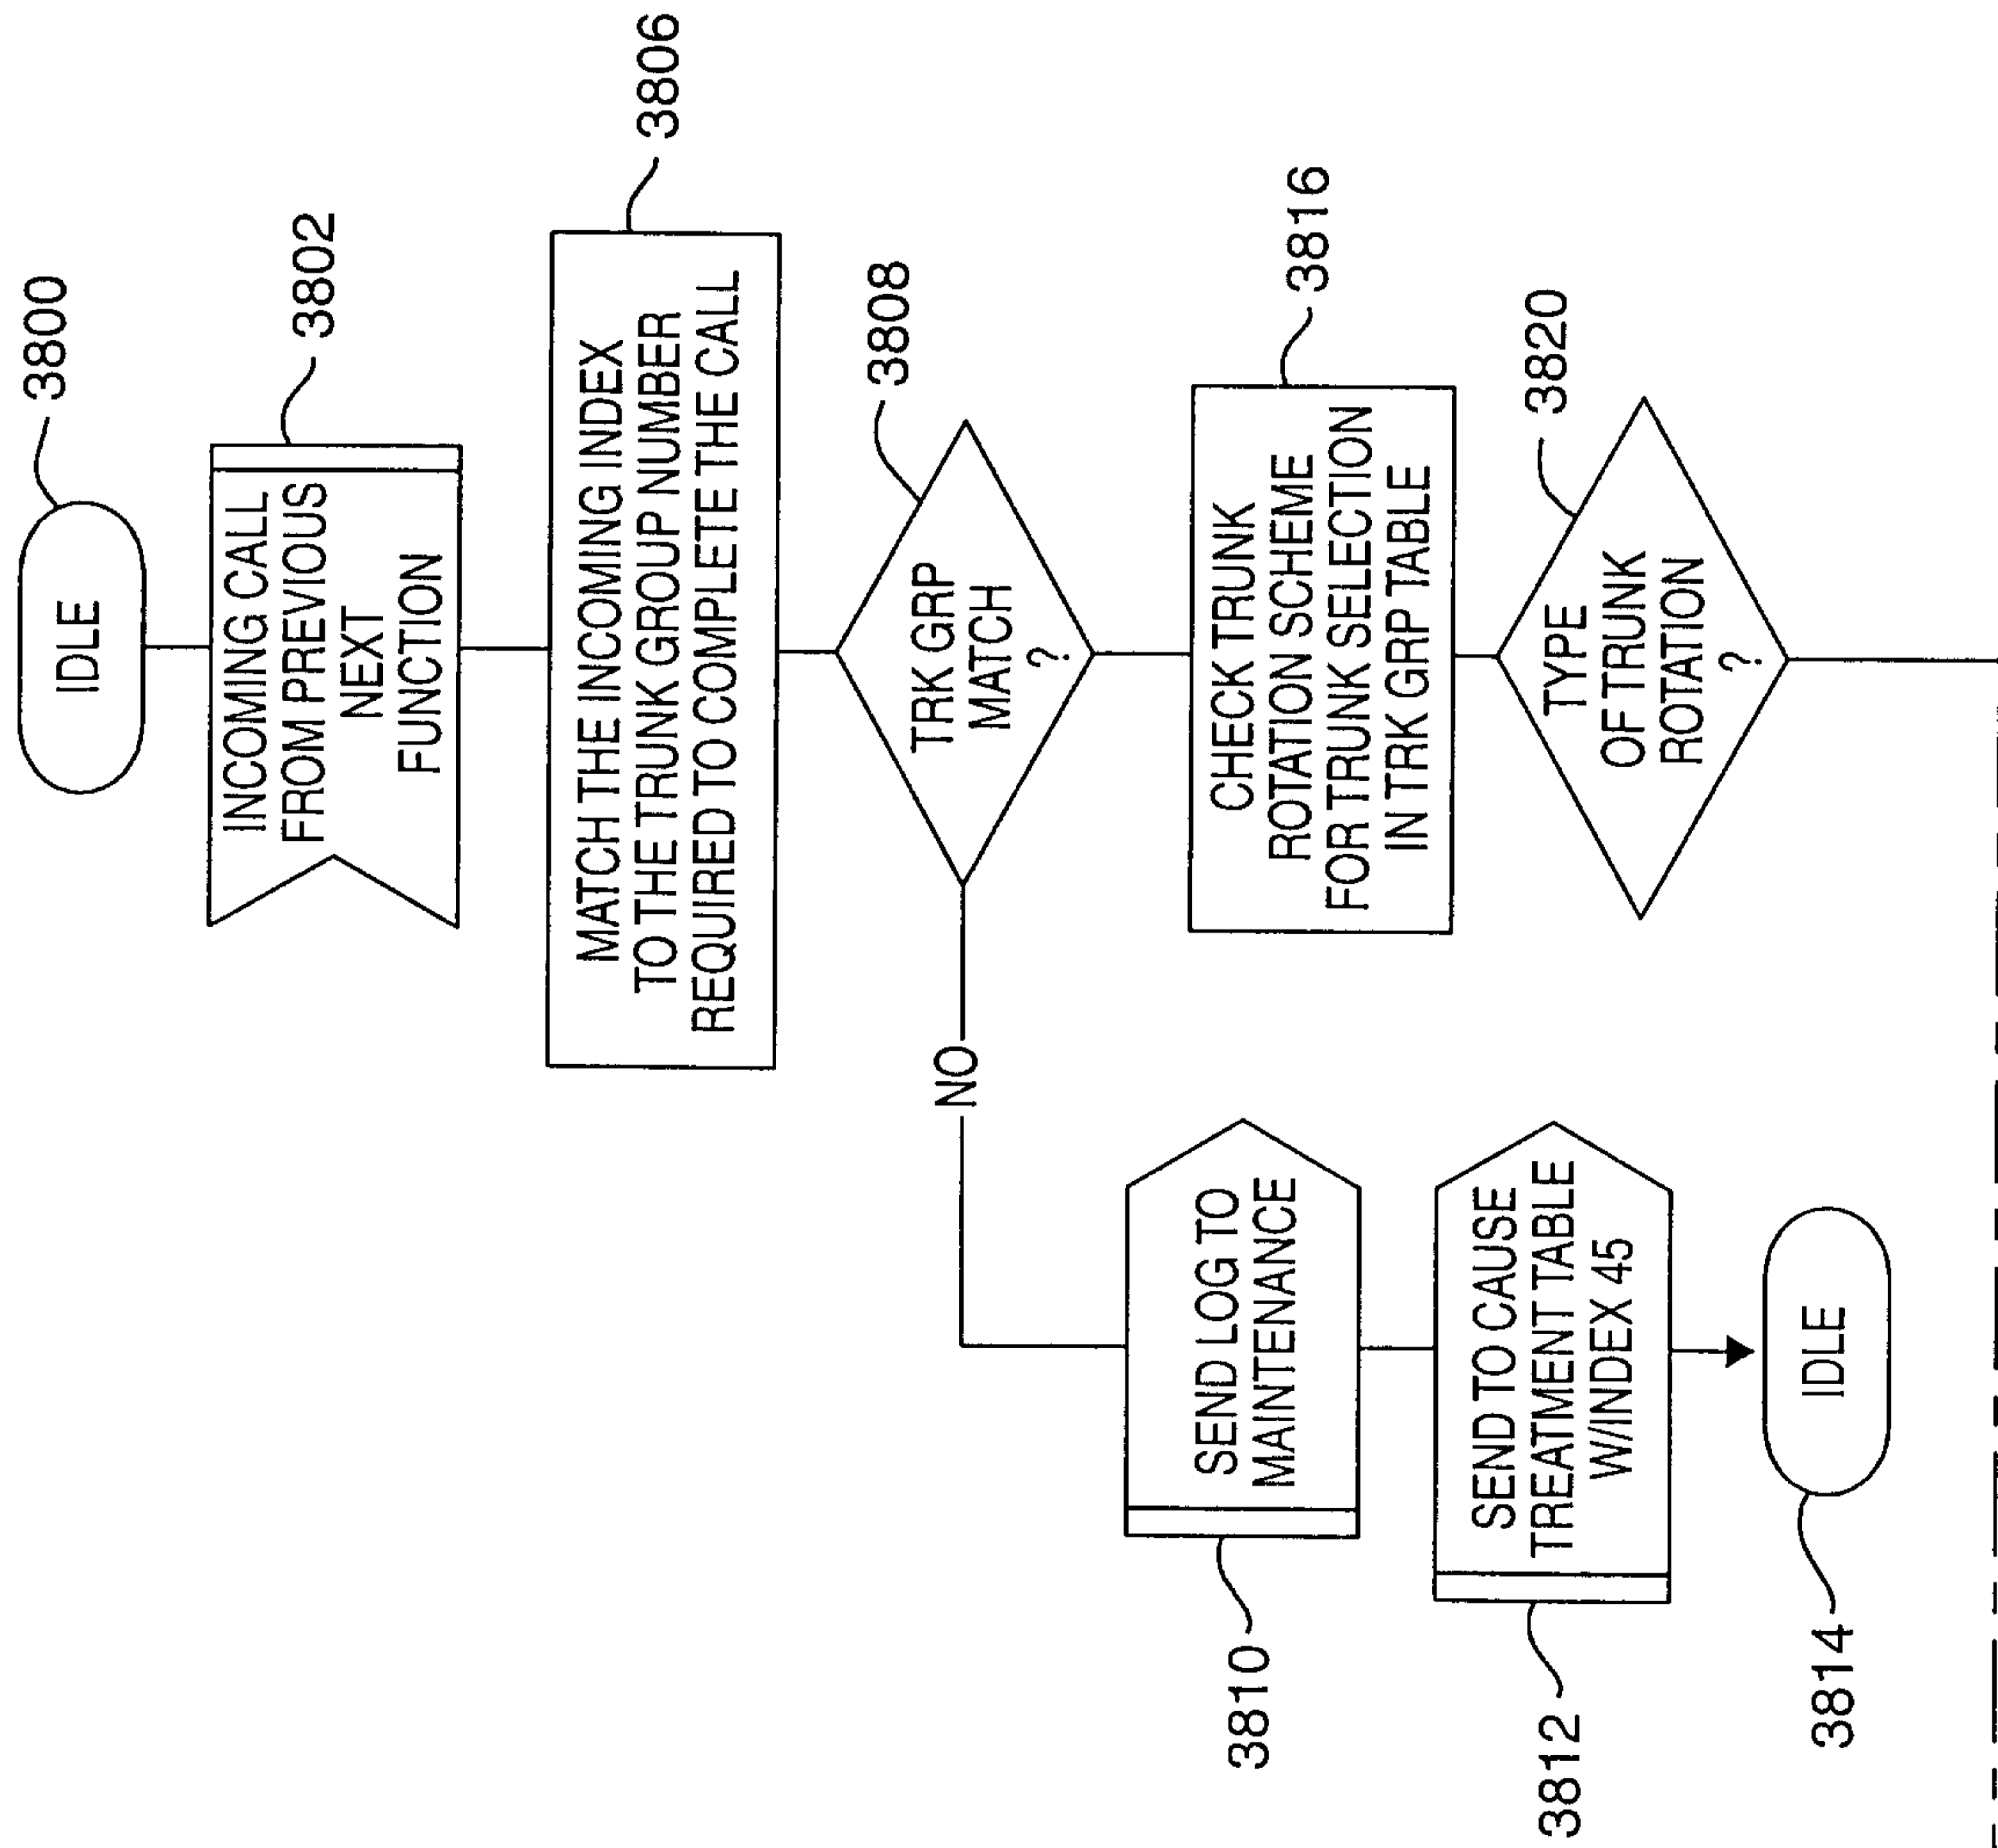 3800
IDLE
3802
INCOMING CALL
FROM PREVIOUS
NEXT
FUNCTION
3806
MATCH THE INCOMING INDEX
TO THE TRUNK GROUP NUMBER
REQUIRED TO COMPLETE THE CALL
3808
TRK GRP
MATCH
?
NO
3810
SEND LOG TO
MAINTENANCE
3812
SEND TO CAUSE
TREATMENT TABLE
W/INDEX 45
3814
IDLE
3816
CHECK TRUNK
ROTATION SCHEME
FOR TRUNK SELECTION
IN TRK GRP TABLE
3820
TYPE
OF TRUNK
ROTATION
?